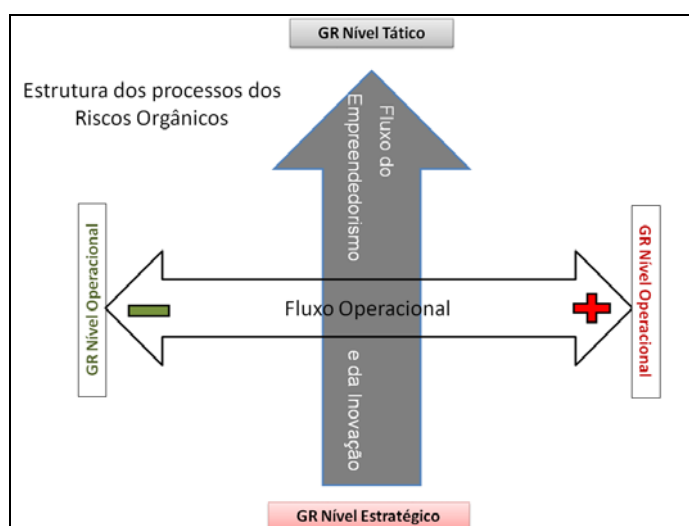 GR Nível Tático
Estrutura dos processos dos
Riscos Orgânicos
Fluxo do
Empreendedorismo
e da Inovação
GR Nível Operacional
Fluxo Operacional
GR Nível Operacional
GR Nível Estratégico